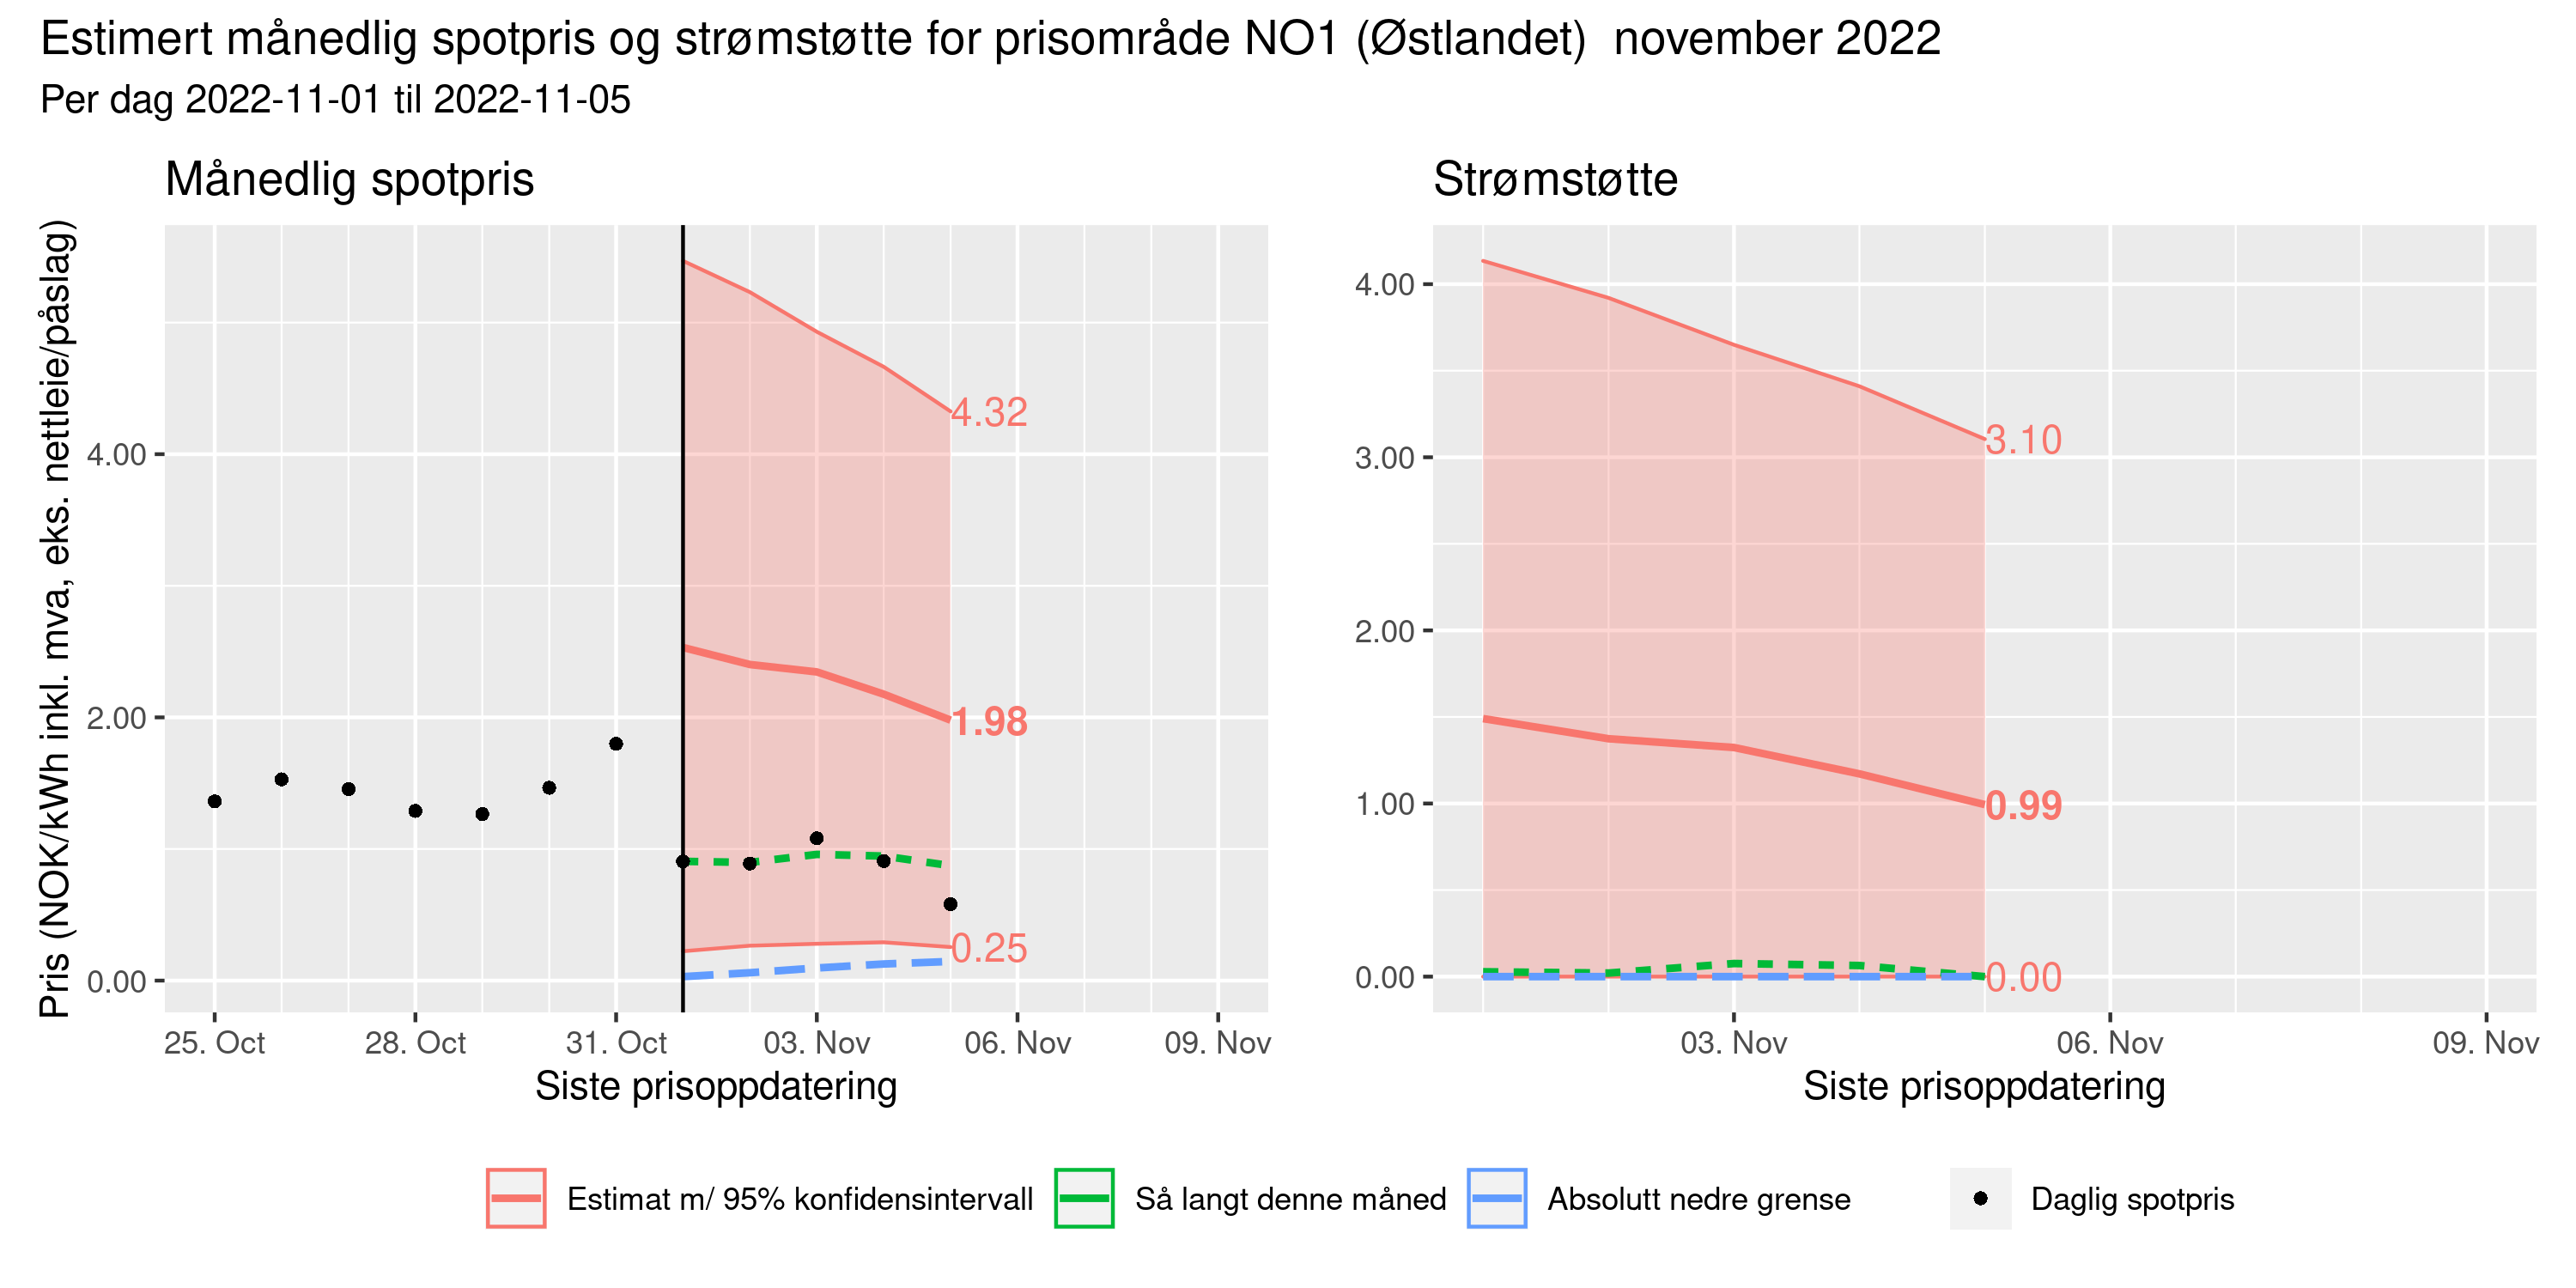 Estimert månedlig spotpris og strømstøtte for prisområde NO1 (Østlandet)  november 2022
Per dag 2022-11-01 til 2022-11-05
Månedlig spotpris
Pris (NOK/kWh inkl. mva, eks. nettleie/påslag)
4.00
2.00
0.00
4.32
1.98
0.25
25. Oct
28. Oct
31. Oct
03. Nov
06. Nov
09. Nov
Siste prisoppdatering
Strømstøtte
4.00
3.00
2.00
1.00
0.00
3.10
0.99
0.00
03. Nov
06. Nov
09. Nov
Siste prisoppdatering
Estimat m/ 95% konfidensintervall
Så langt denne måned
Absolutt nedre grense
Daglig spotpris